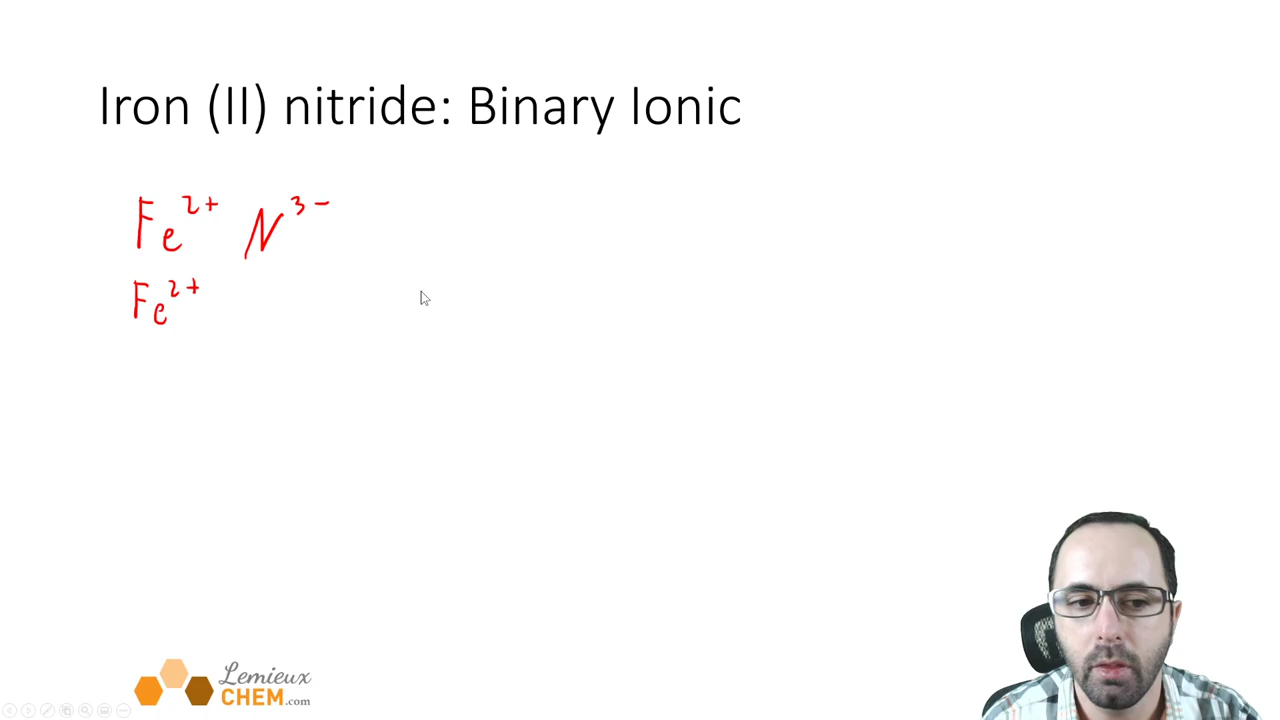 Iron (II) nitride: Binary Ionic
Fe²⁺ N³⁻
Fe²⁺
Lemieux
CHEM.com